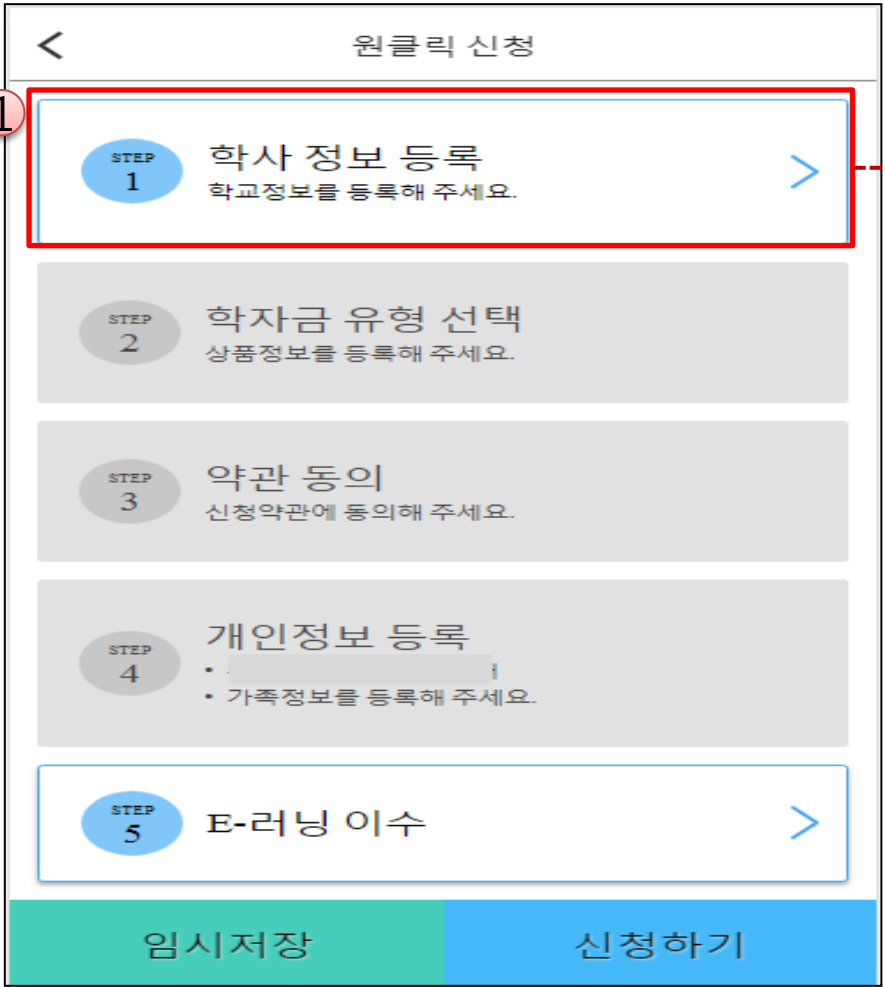 원클릭 신청
1
STEP
1
학사 정보 등록
학교정보를 등록해 주세요.
STEP
2
학자금 유형 선택
상품정보를 등록해 주세요.
STEP
3
약관 동의
신청약관에 동의해 주세요.
STEP
4
개인정보 등록
• 가족정보를 등록해 주세요.
STEP
5
E-러닝 이수
임시저장
신청하기